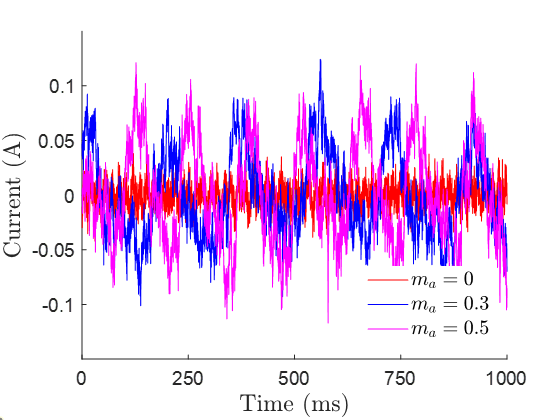 0.1
0.05
0
-0.05
-0.1
Current (A)
m_a = 0
m_a = 0.3
m_a = 0.5
0 250 500 750 1000
Time (ms)